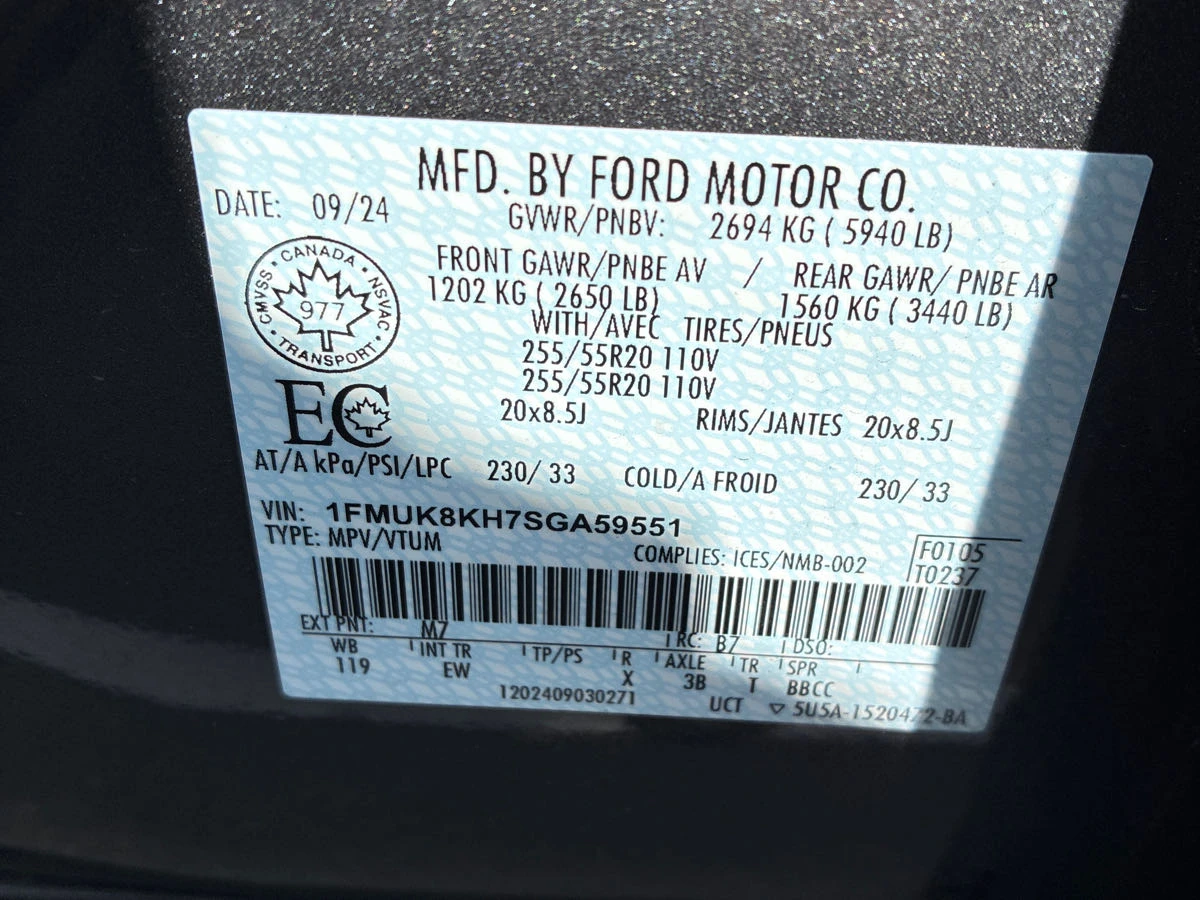 MFD. BY FORD MOTOR CO.
DATE: 09/24
GVWR/PNBV: 2694 KG ( 5940 LB)
FRONT GAWR/PNBE AV / REAR GAWR/ PNBE AR
1202 KG ( 2650 LB) 1560 KG ( 3440 LB)
WITH/AVEC TIRES/PNEUS
255/55R20 110V
255/55R20 110V
20x8.5J RIMS/JANTES 20x8.5J
CANADA
CMVSS NSVAC
977
TRANSPORT
EC
AT/A kPa/PSI/LPC 230/ 33 COLD/A FROID 230/ 33
VIN: 1FMUK8KH7SGA59551
TYPE: MPV/VTUM
COMPLIES: ICES/NMB-002
F0105
T0237
EXT PNT: M7 RC: B7 DSO:
WB INT TR TP/PS R AXLE TR SPR
119 EW X 3B T BBCC
1202409030271 UCT ▽ 5U5A-1520472-BA